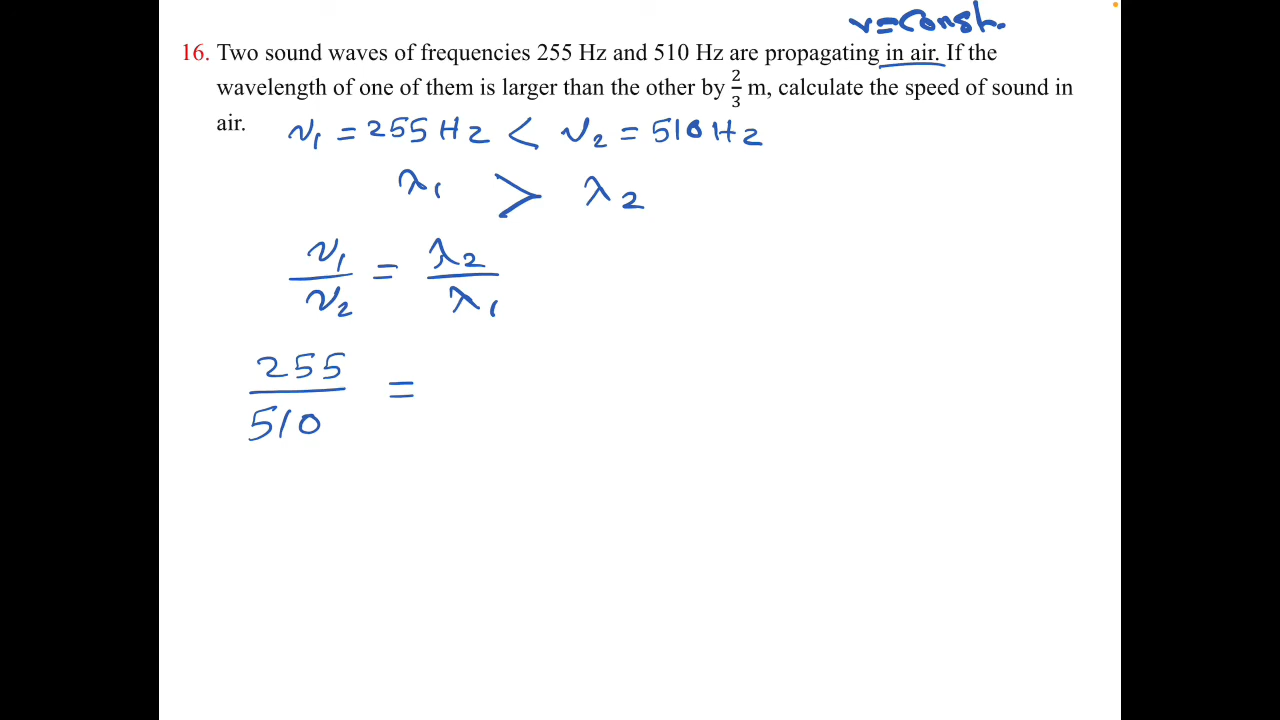 v=Const.
16. Two sound waves of frequencies 255 Hz and 510 Hz are propagating in air. If the
wavelength of one of them is larger than the other by 2/3 m, calculate the speed of sound in
air.
ν₁ = 255 Hz < ν₂ = 510 Hz
λ₁ > λ₂
ν₁/ν₂ = λ₂/λ₁
255/510 =